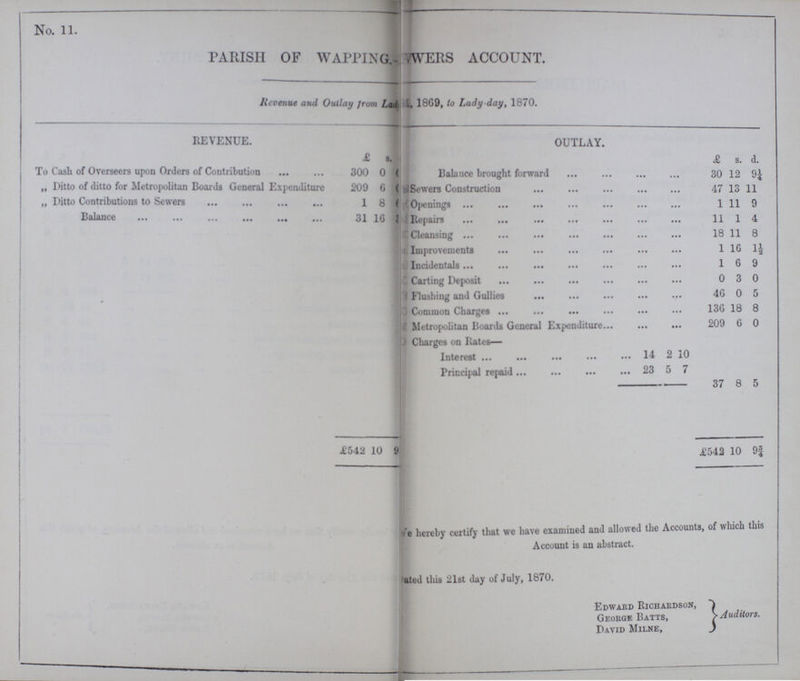 No. 11.
PARISH OF WAPPING. WERS ACCOUNT.
Revenue and Outlay from 1869, to Lady-day, 1870.
REVENUE.
£ s.
To Cash of Overseers upon Orders of Contribution ... ... 300 0
„ Ditto of ditto for Metropolitan Boards General Expenditure 209 6
„ Ditto Contributions to Sewers ... ... ... ... 1 8
Balance ... ... ... ... ... ... 31 16
£542 10 9
OUTLAY.
£ s. d.
Balance brought forward ... ... ... ... 30 12 9¼
Sewers Construction ... ... ... ... ... 47 13 11
Openings ... ... ... ... ... ... ... 1 11 9
Repairs ... ... ... ... ... ... ... 11 1 4
Cleansing ... ... ... ... ... ... ... 18 11 8
Improvements ... ... ... ... ... ... 1 16 1½
Incidentals ... ... ... ... ... ... ... 1 6 9
Carting Deposit ... ... ... ... ... ... 0 3 0
Flushing and Gullies ... ... ... ... ... 46 0 5
Common Charges ... ... ... ... ... ... 136 18 8
Metropolitan Boards General Expenditure... ... ... 209 6 0
Charges on Rates—
Interest ... ... ... ... ... 14 2 10
Principal repaid ... ... ... ... 23 5 7
37 8 5
£542 10 9¾
e hereby certify that we have examined and allowed the Accounts, of which this
Account is an abstract.
ated this 21st day of July, 1870.
EDWARD RICHARDSON,
GEORGE BATTS,
DAVID MILNE,
Auditors.